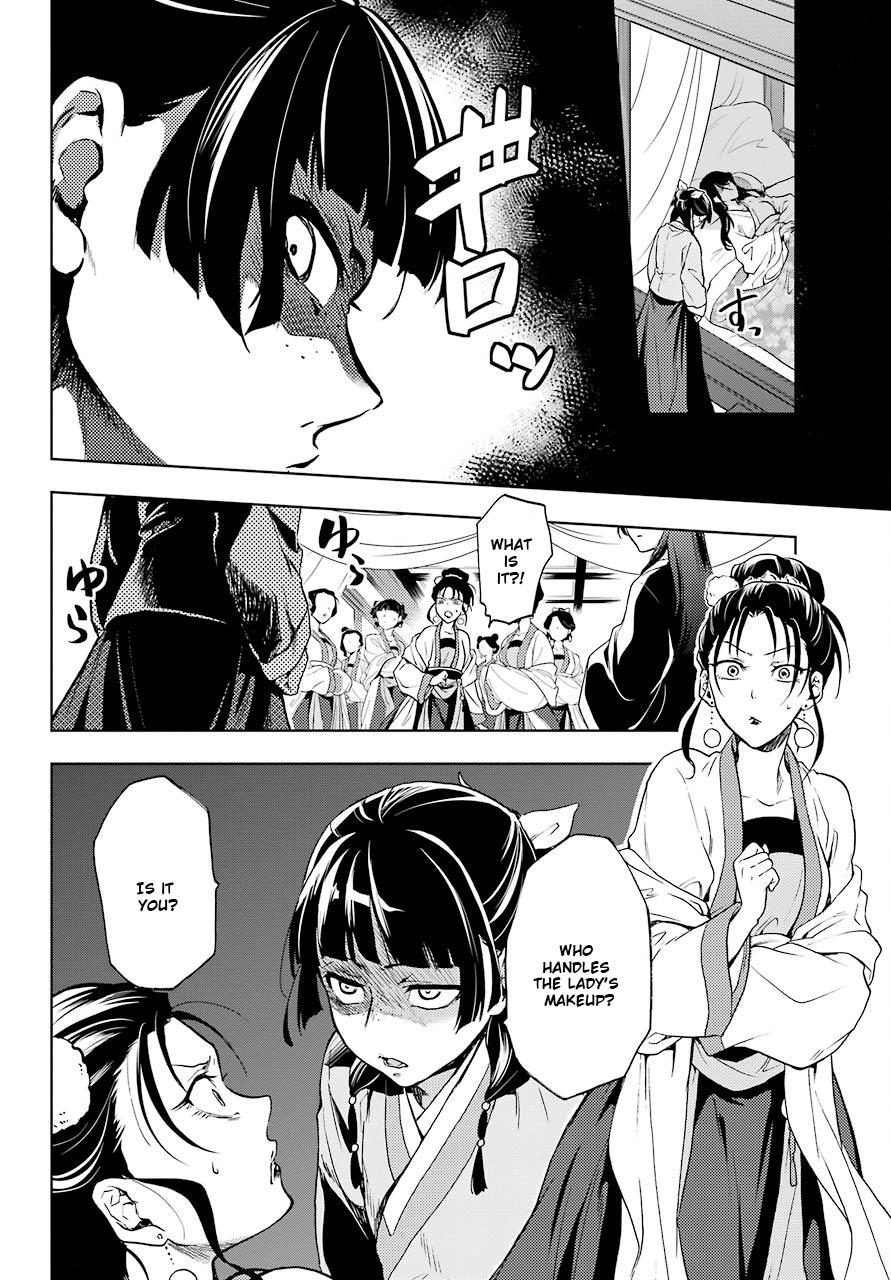 すっ
ギロッ
WHAT
IS
IT?!
ゆら
ゆら
WHO
HANDLES
THE LADY'S
MAKEUP?
IS IT
YOU?